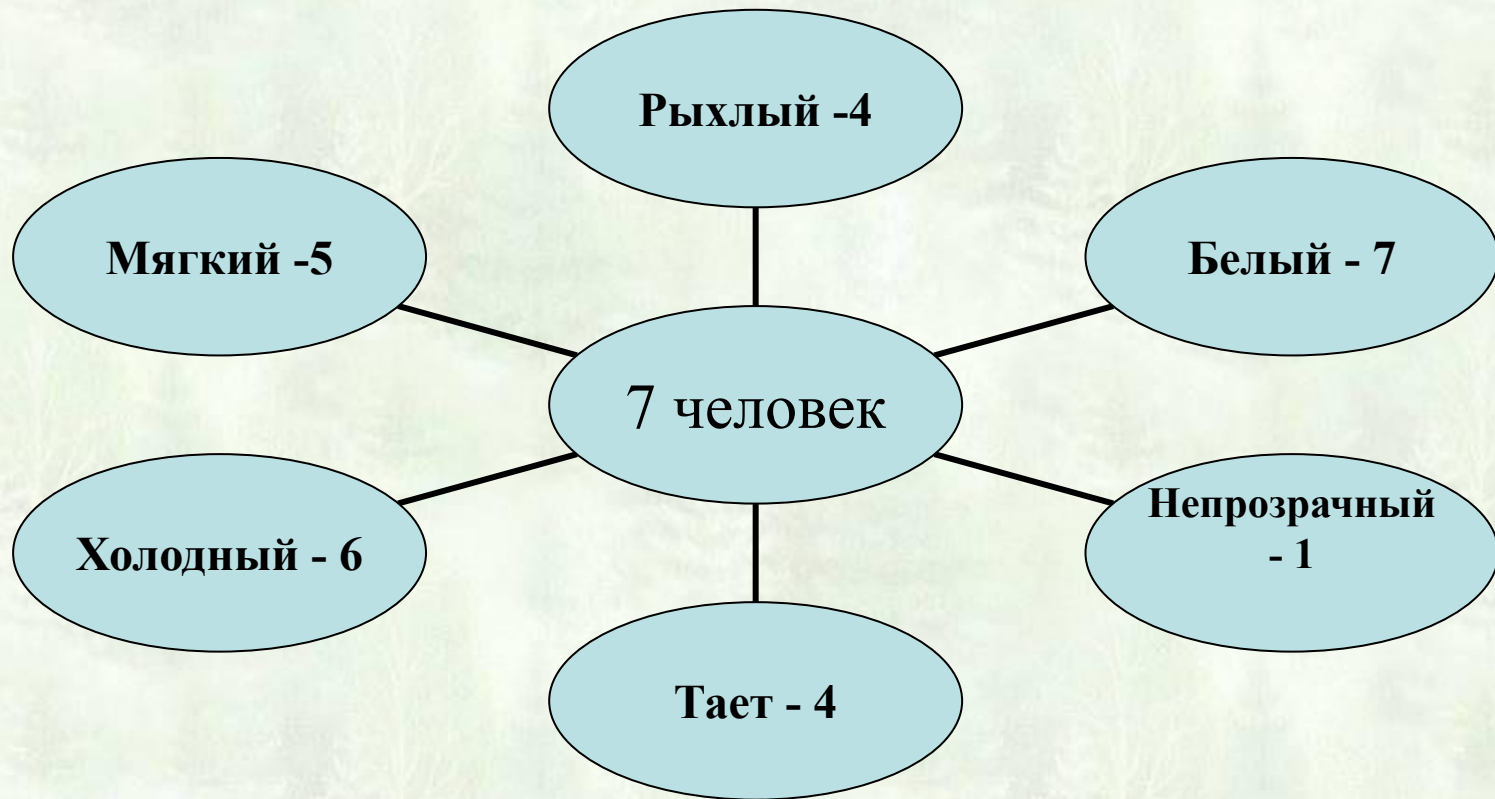 Рыхлый -4
Мягкий -5
Белый - 7
7 человек
Холодный - 6
Непрозрачный
- 1
Тает - 4